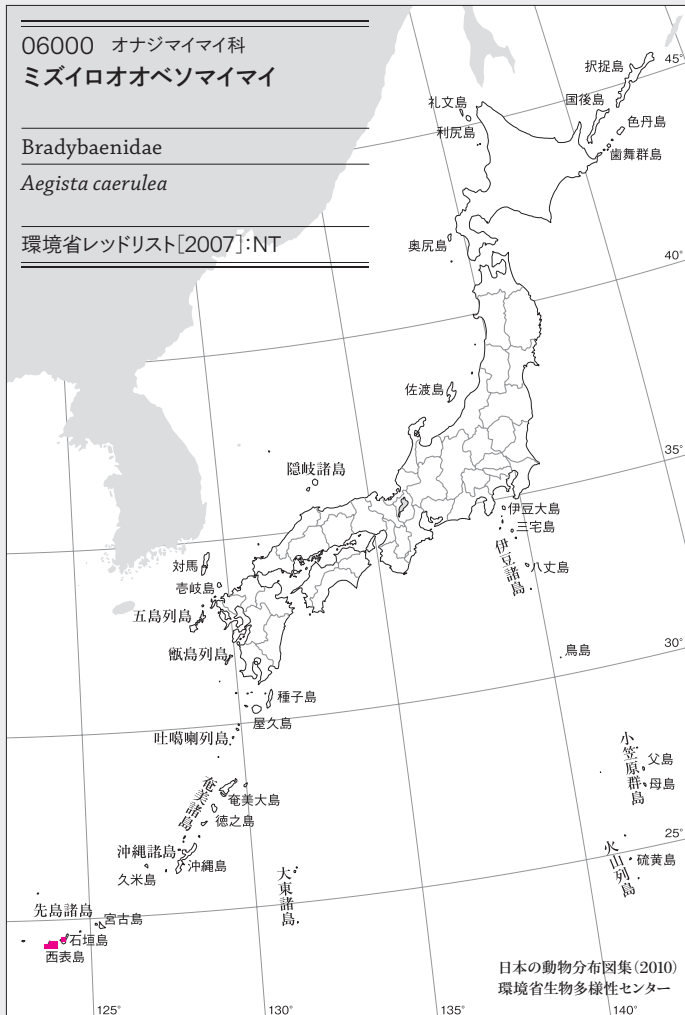 06000 オナジマイマイ科
ミズイロオオベソマイマイ
Bradybaenidae
Aegista caerulea
環境省レッドリスト[2007]:NT
択捉島
45°
国後島
礼文島
色丹島
利尻島
歯舞群島
奥尻島
40°
佐渡島
35°
隠岐諸島
伊豆大島
三宅島
伊豆諸島
八丈島
対馬
壱岐島
五島列島
甑島列島
鳥島
30°
種子島
屋久島
吐噶喇列島
小笠原群島
父島
母島
奄美諸島
奄美大島
徳之島
25°
沖縄諸島
沖縄島
久米島
火山列島
硫黄島
大東諸島
先島諸島
宮古島
石垣島
西表島
日本の動物分布図集(2010)
環境省生物多様性センター
125°
130°
135°
140°